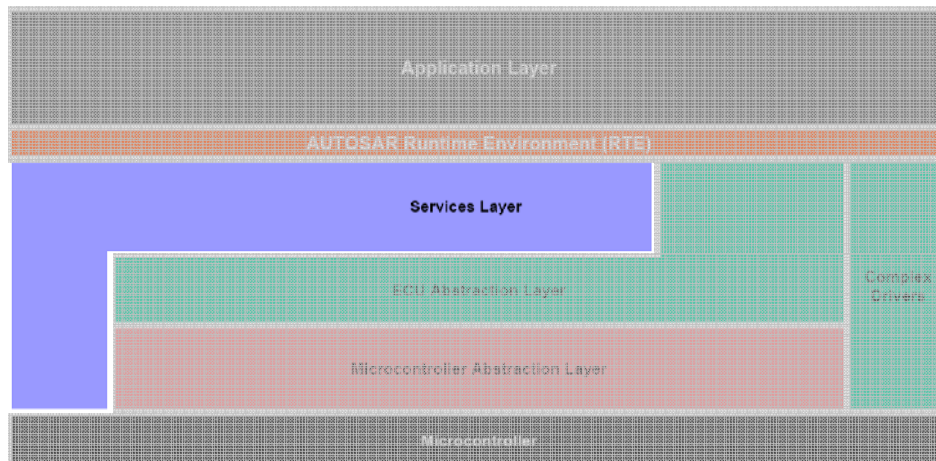 Application Layer
AUTOSAR Runtime Environment (RTE)
Services Layer
ECU Abstraction Layer
Complex
Drivers
Microcontroller Abstraction Layer
Microcontroller